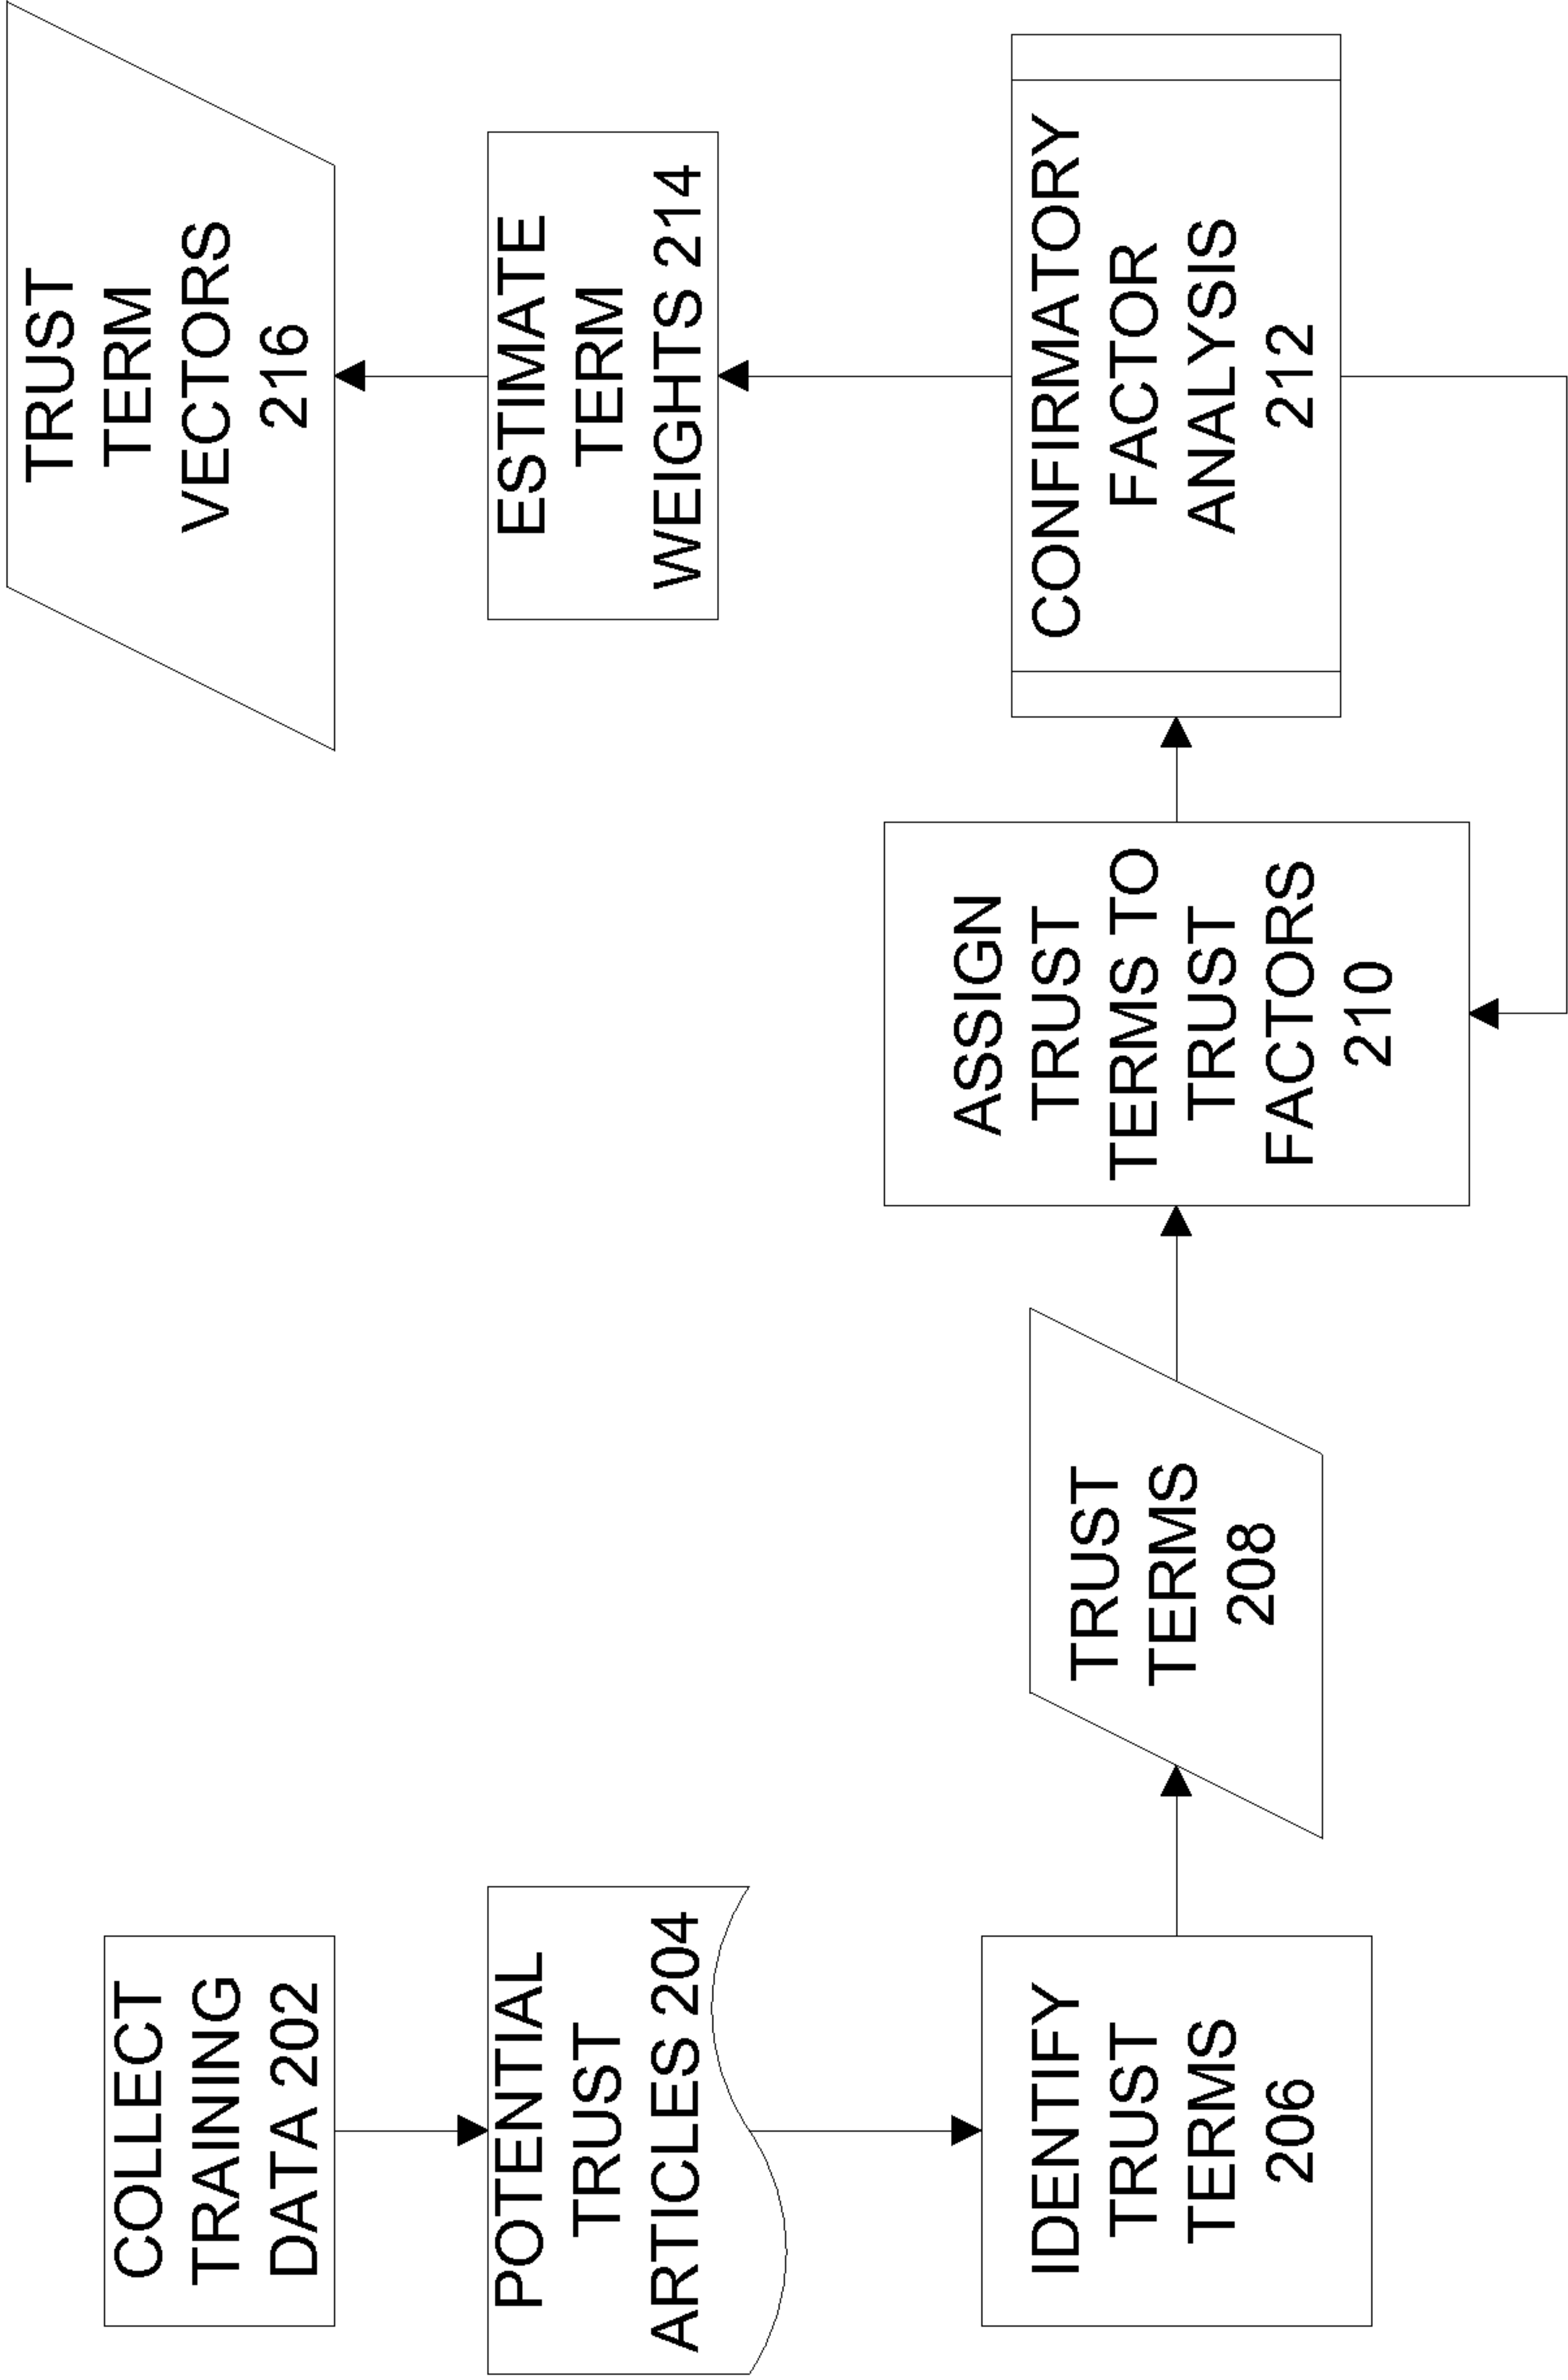 COLLECT
TRAINING
DATA 202
POTENTIAL
TRUST
ARTICLES 204
IDENTIFY
TRUST
TERMS
206
TRUST
TERMS
208
ASSIGN
TRUST
TERMS TO
TRUST
FACTORS
210
CONFIRMATORY
FACTOR
ANALYSIS
212
ESTIMATE
TERM
WEIGHTS 214
TRUST
TERM
VECTORS
216